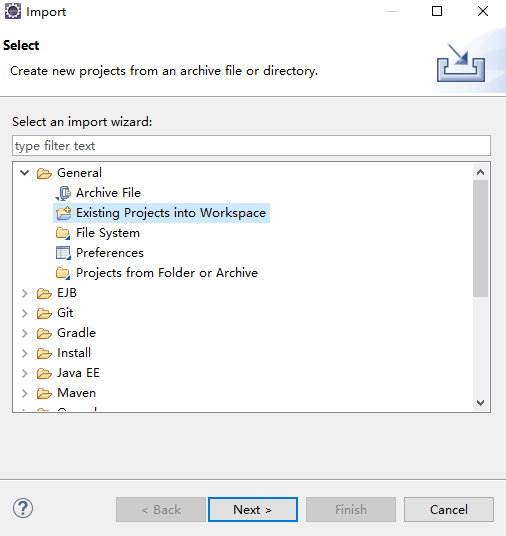 Import
Select
Create new projects from an archive file or directory.
Select an import wizard:
type filter text
General
Archive File
Existing Projects into Workspace
File System
Preferences
Projects from Folder or Archive
EJB
Git
Gradle
Install
Java EE
Maven
?
< Back
Next >
Finish
Cancel